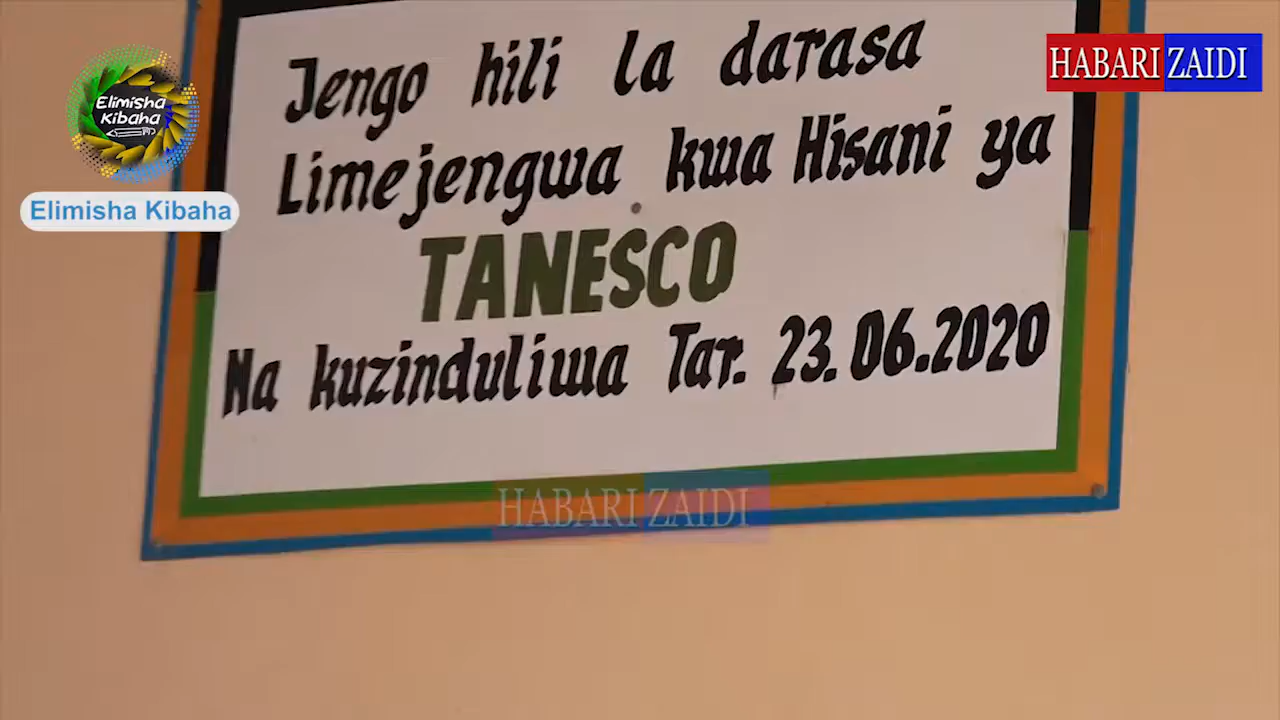 Jengo hili la darasa
Limejengwa kwa Hisani ya
TANESCO
Na kuzinduliwa Tar. 23.06.2020
Elimisha
Kibaha
Elimisha Kibaha
HABARI ZAIDI
HABARI ZAIDI